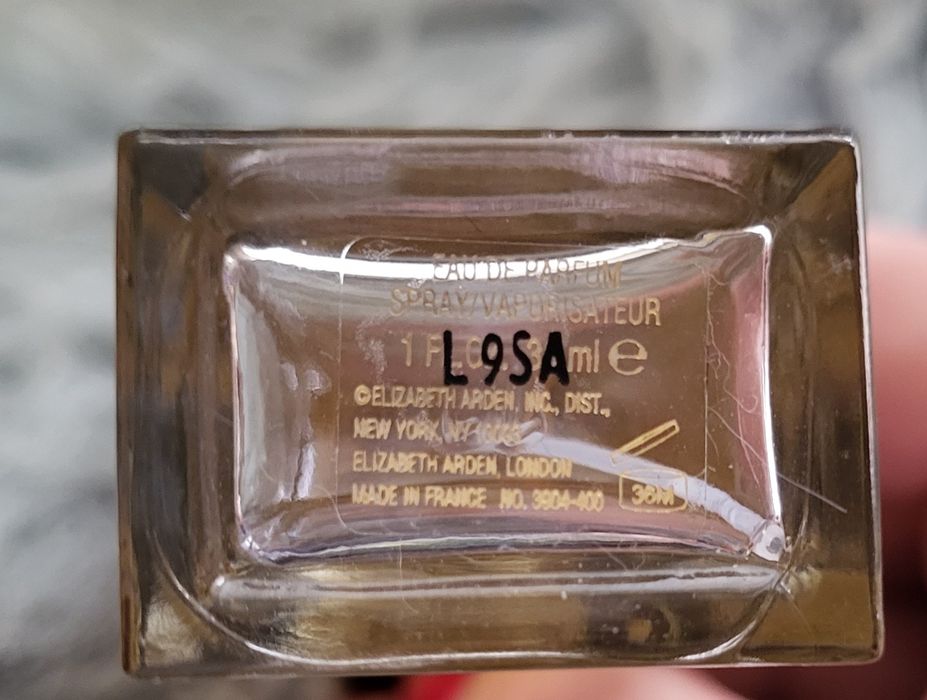 EAU DE PARFUM
SPRAY/VAPORISATEUR
1 FL. ml e
L9SA
©ELIZABETH ARDEN, INC., DIST.,
NEW YORK, NY
ELIZABETH ARDEN, LONDON
MADE IN FRANCE NO. 3904-400
36M